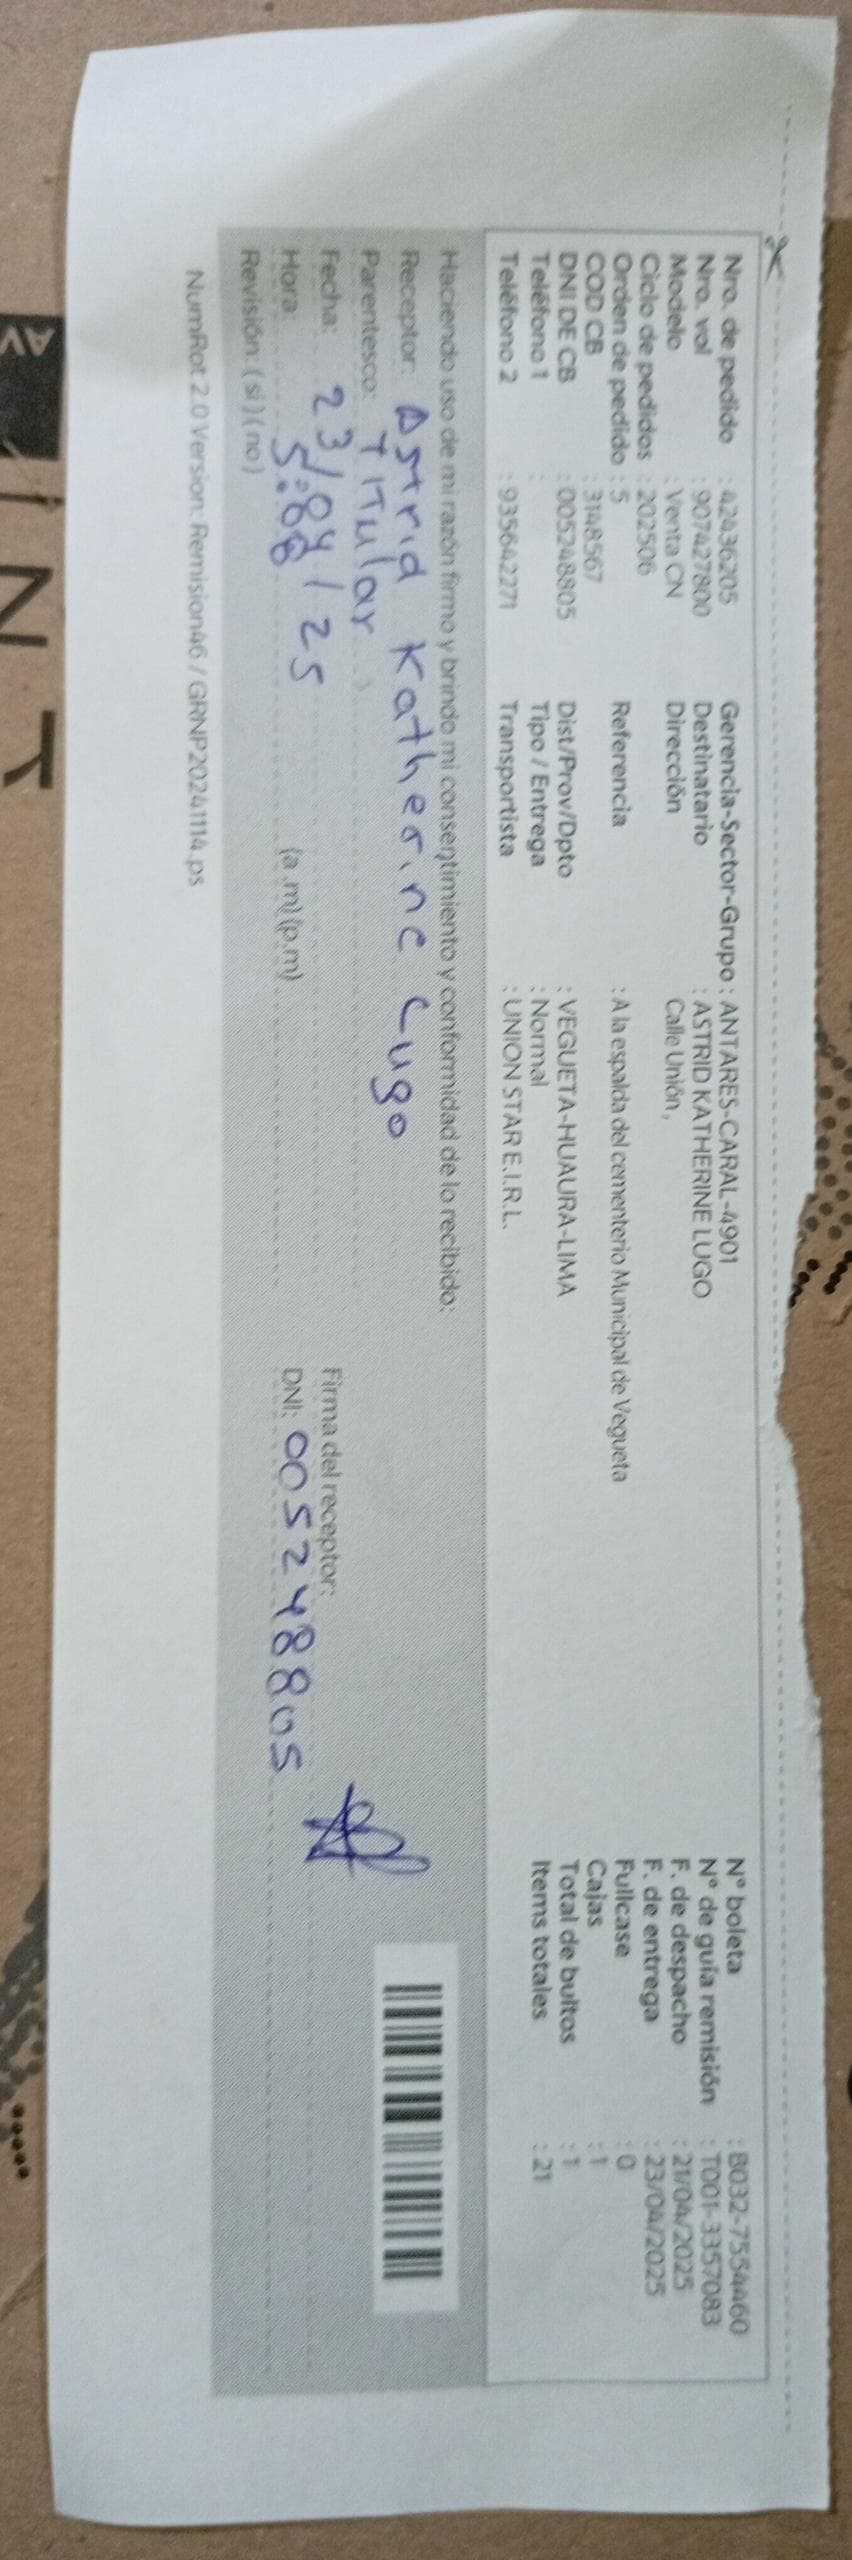 Nro. de pedido : 42436205
Nro. vol : 907427800
Modelo : Venta CN
Ciclo de pedidos : 202506
Orden de pedido : 5
COD CB : 3148567
DNI DE CB : 005248805
Teléfono 1 :
Teléfono 2 : 935642271
Gerencia-Sector-Grupo : ANTARES-CARAL-4901
Destinatario : ASTRID KATHERINE LUGO
Dirección Calle Unión ,
Referencia : A la espalda del cementerio Municipal de Vegueta
Dist/Prov/Dpto : VEGUETA-HUAURA-LIMA
Tipo / Entrega : Normal
Transportista : UNION STAR E.I.R.L.
N° boleta : B032-7554460
N° de guía remisión : T001-3357083
F. de despacho : 21/04/2025
F. de entrega : 23/04/2025
Fullcase : 0
Cajas : 1
Total de bultos : 1
Items totales : 21
Haciendo uso de mi razón firmo y brindo mi consentimiento y conformidad de lo recibido:
Receptor: Astrid Katherine Lugo
Parentesco: Titular
Fecha: 23/04/25
Hora: (a .m) (p.m)
Revisión: ( si ) ( no )
Firma del receptor:
DNI: 005248805
NumRot 2.0 Version: Remision46 / GRNP20241114.ps